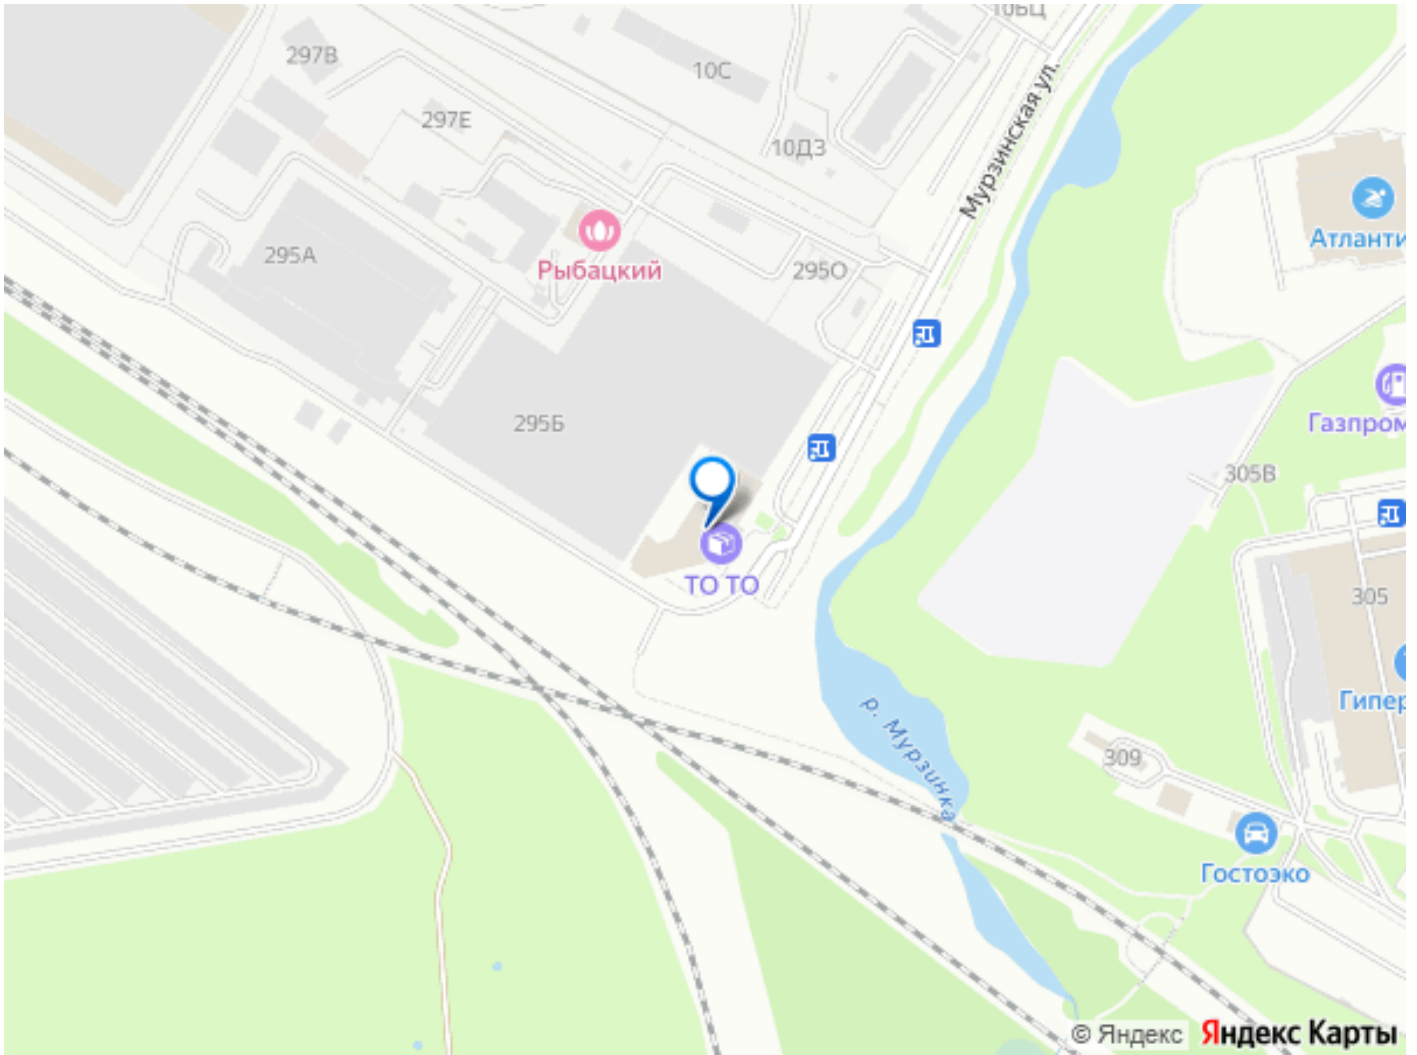 10БЦ
297В
10С
297Е
10Д3
Мурзинская ул.
295А
Рыбацкий
295О
Атланти
295Б
Газпром
305В
ТО ТО
305
Гипер
р. Мурзинка
309
Гостоэко
© Яндекс Яндекс Карты